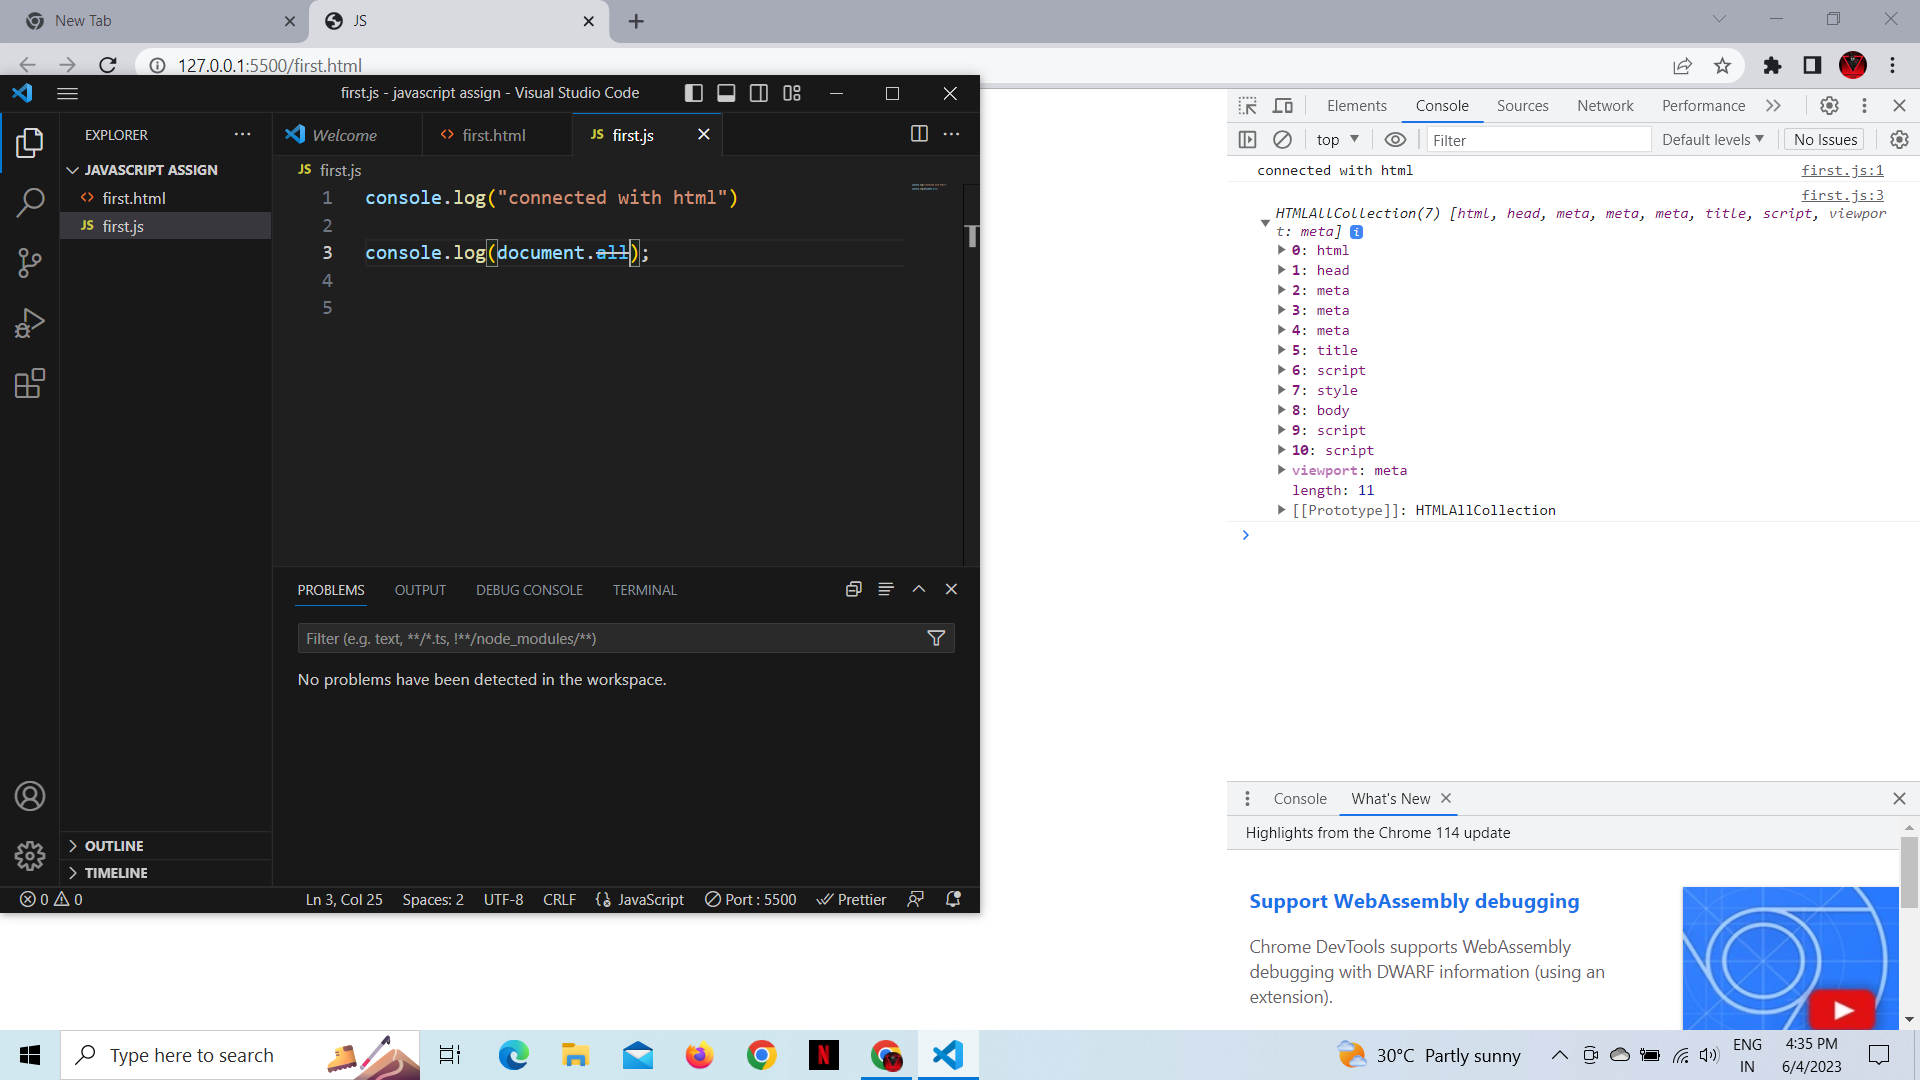 New Tab
JS
127.0.0.1:5500/first.html
first.js - javascript assign - Visual Studio Code
EXPLORER
JAVASCRIPT ASSIGN
first.html
JS first.js
OUTLINE
TIMELINE
Welcome
first.html
JS first.js
JS first.js
1 console.log("connected with html")
2
3 console.log(document.all);
4
5
PROBLEMS OUTPUT DEBUG CONSOLE TERMINAL
Filter (e.g. text, **/*.ts, !**/node_modules/**)
No problems have been detected in the workspace.
0 0 Ln 3, Col 25 Spaces: 2 UTF-8 CRLF JavaScript Port : 5500 Prettier
Elements Console Sources Network Performance
top Filter Default levels No Issues
connected with html first.js:1
first.js:3
HTMLAllCollection(7) [html, head, meta, meta, meta, title, script, viewpor
t: meta] i
0: html
1: head
2: meta
3: meta
4: meta
5: title
6: script
7: style
8: body
9: script
10: script
viewport: meta
length: 11
[[Prototype]]: HTMLAllCollection
Console What's New
Highlights from the Chrome 114 update
Support WebAssembly debugging
Chrome DevTools supports WebAssembly
debugging with DWARF information (using an
extension).
Type here to search
N
30°C Partly sunny
ENG
IN
4:35 PM
6/4/2023